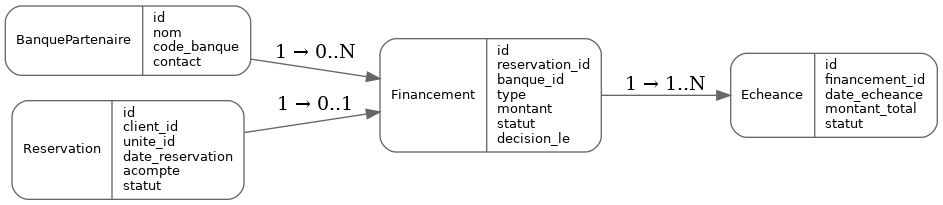 BanquePartenaire
id
nom
code_banque
contact
1 → 0..N
Reservation
id
client_id
unite_id
date_reservation
acompte
statut
1 → 0..1
Financement
id
reservation_id
banque_id
type
montant
statut
decision_le
1 → 1..N
Echeance
id
financement_id
date_echeance
montant_total
statut